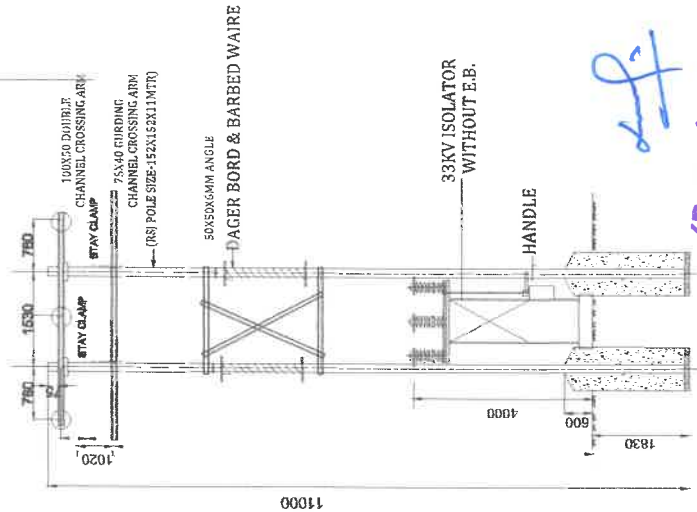 760
1530
760
100X50 DOUBLE
CHANNEL CROSSING ARM
STAY CLAMP
STAY CLAMP
75X40 GURDING
CHANNEL CROSSING ARM
(RSJ POLE SIZE-152X152X11MTR)
1020
50X50X6MM ANGLE
DAGER BORD & BARBED WAIRE
11000
33KV ISOLATOR
WITHOUT E.B.
HANDLE
4000
600
1830